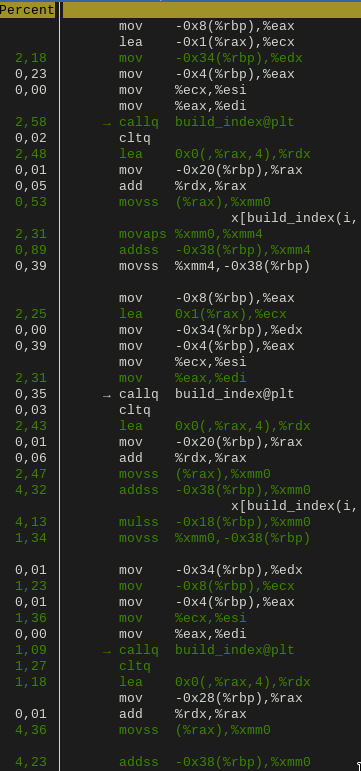 Percent
mov -0x8(%rbp),%eax
lea -0x1(%rax),%ecx
2,18 mov -0x34(%rbp),%edx
0,23 mov -0x4(%rbp),%eax
0,00 mov %ecx,%esi
mov %eax,%edi
2,58 → callq build_index@plt
0,02 cltq
2,48 lea 0x0(,%rax,4),%rdx
0,01 mov -0x20(%rbp),%rax
0,05 add %rdx,%rax
0,53 movss (%rax),%xmm0
x[build_index(i,
2,31 movaps %xmm0,%xmm4
0,89 addss -0x38(%rbp),%xmm4
0,39 movss %xmm4,-0x38(%rbp)
mov -0x8(%rbp),%eax
2,25 lea 0x1(%rax),%ecx
0,00 mov -0x34(%rbp),%edx
0,39 mov -0x4(%rbp),%eax
mov %ecx,%esi
2,31 mov %eax,%edi
0,35 → callq build_index@plt
0,03 cltq
2,43 lea 0x0(,%rax,4),%rdx
0,01 mov -0x20(%rbp),%rax
0,06 add %rdx,%rax
2,47 movss (%rax),%xmm0
4,32 addss -0x38(%rbp),%xmm0
x[build_index(i,
4,13 mulss -0x18(%rbp),%xmm0
1,34 movss %xmm0,-0x38(%rbp)
0,01 mov -0x34(%rbp),%edx
1,23 mov -0x8(%rbp),%ecx
0,01 mov -0x4(%rbp),%eax
1,36 mov %ecx,%esi
0,00 mov %eax,%edi
1,09 → callq build_index@plt
1,27 cltq
1,18 lea 0x0(,%rax,4),%rdx
mov -0x28(%rbp),%rax
0,01 add %rdx,%rax
4,36 movss (%rax),%xmm0
4,23 addss -0x38(%rbp),%xmm0